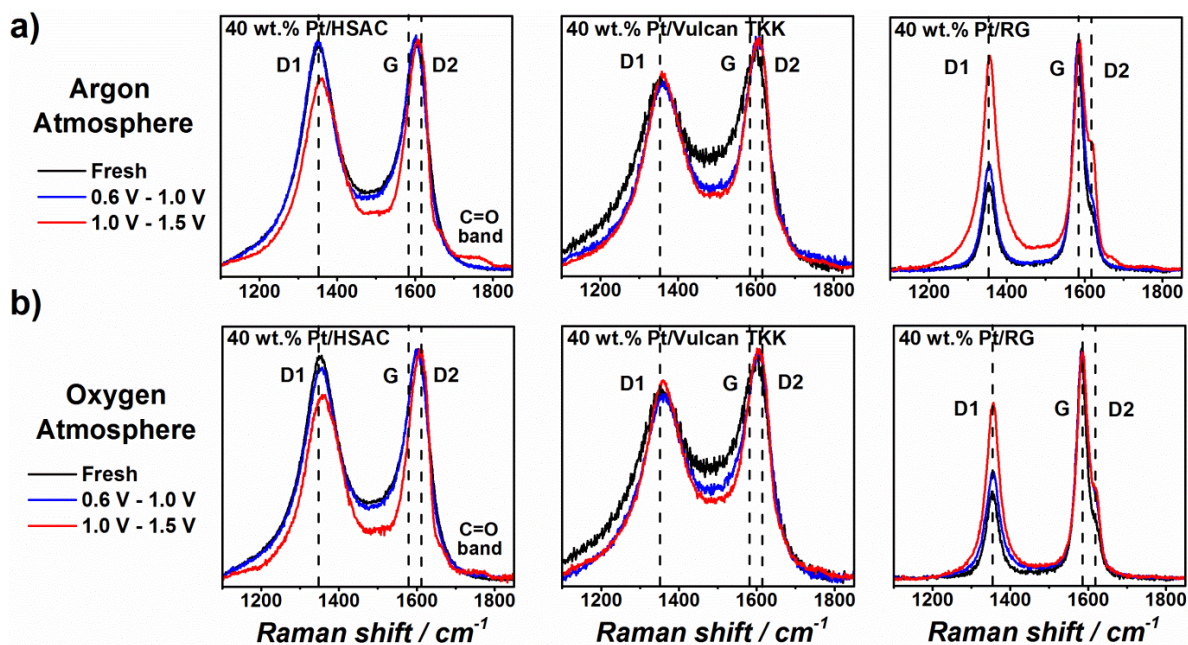 a)
Argon
Atmosphere
Fresh
0.6 V - 1.0 V
1.0 V - 1.5 V
40 wt.% Pt/HSAC
D1
G
D2
C=O
band
1200 1400 1600 1800
40 wt.% Pt/Vulcan TKK
D1
G
D2
1200 1400 1600 1800
40 wt.% Pt/RG
D1
G
D2
1200 1400 1600 1800
b)
Oxygen
Atmosphere
Fresh
0.6 V - 1.0 V
1.0 V - 1.5 V
40 wt.% Pt/HSAC
D1
G
D2
C=O
band
1200 1400 1600 1800
Raman shift / cm-1
40 wt.% Pt/Vulcan TKK
D1
G
D2
1200 1400 1600 1800
Raman shift / cm-1
40 wt.% Pt/RG
D1
G
D2
1200 1400 1600 1800
Raman shift / cm-1